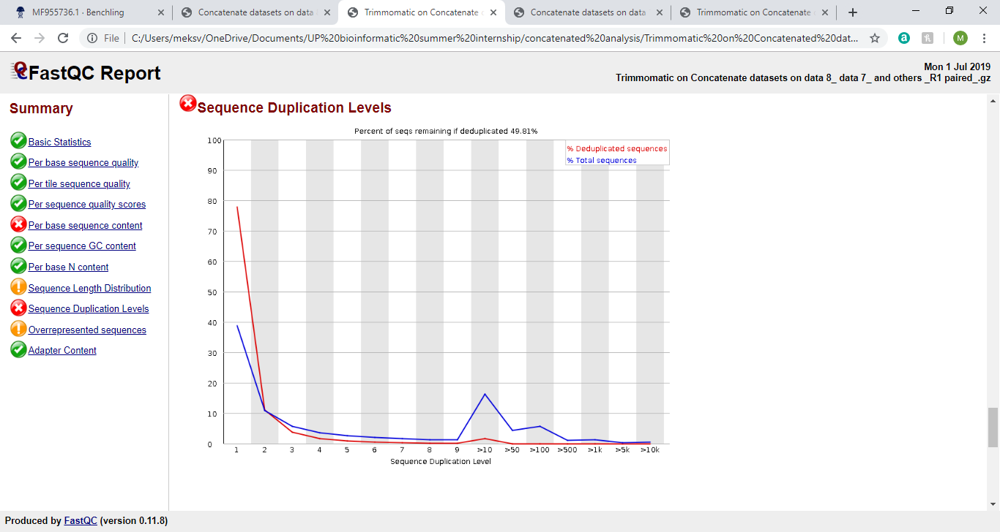 MF955736.1 · Benchling
Concatenate datasets on data
Trimmomatic on Concatenate
Concatenate datasets on data
Trimmomatic on Concatenate
File
C:/Users/meksv/OneDrive/Documents/UP%20bioinformatic%20summer%20internship/concatenated%20analysis/Trimmomatic%20on%20Concatenated%20dat...
a
M
FastQC Report
Mon 1 Jul 2019
Trimmomatic on Concatenate datasets on data 8_ data 7_ and others _R1 paired_.gz
Summary
Basic Statistics
Per base sequence quality
Per tile sequence quality
Per sequence quality scores
Per base sequence content
Per sequence GC content
Per base N content
Sequence Length Distribution
Sequence Duplication Levels
Overrepresented sequences
Adapter Content
Sequence Duplication Levels
Percent of seqs remaining if deduplicated 49.81%
% Deduplicated sequences
% Total sequences
100
90
80
70
60
50
40
30
20
10
0
1 2 3 4 5 6 7 8 9 >10 >50 >100 >500 >1k >5k >10k
Sequence Duplication Level
Produced by FastQC (version 0.11.8)